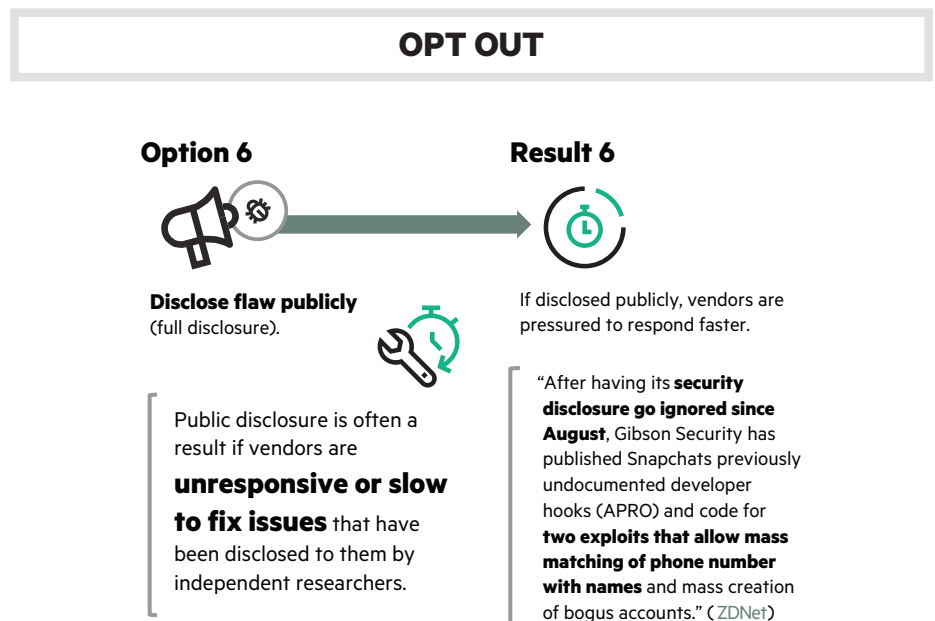 OPT OUT
Option 6
Disclose flaw publicly
(full disclosure).
Public disclosure is often a
result if vendors are
unresponsive or slow
to fix issues that have
been disclosed to them by
independent researchers.
Result 6
If disclosed publicly, vendors are
pressured to respond faster.
“After having its security
disclosure go ignored since
August, Gibson Security has
published Snapchats previously
undocumented developer
hooks (APRO) and code for
two exploits that allow mass
matching of phone number
with names and mass creation
of bogus accounts.” (ZDNet)